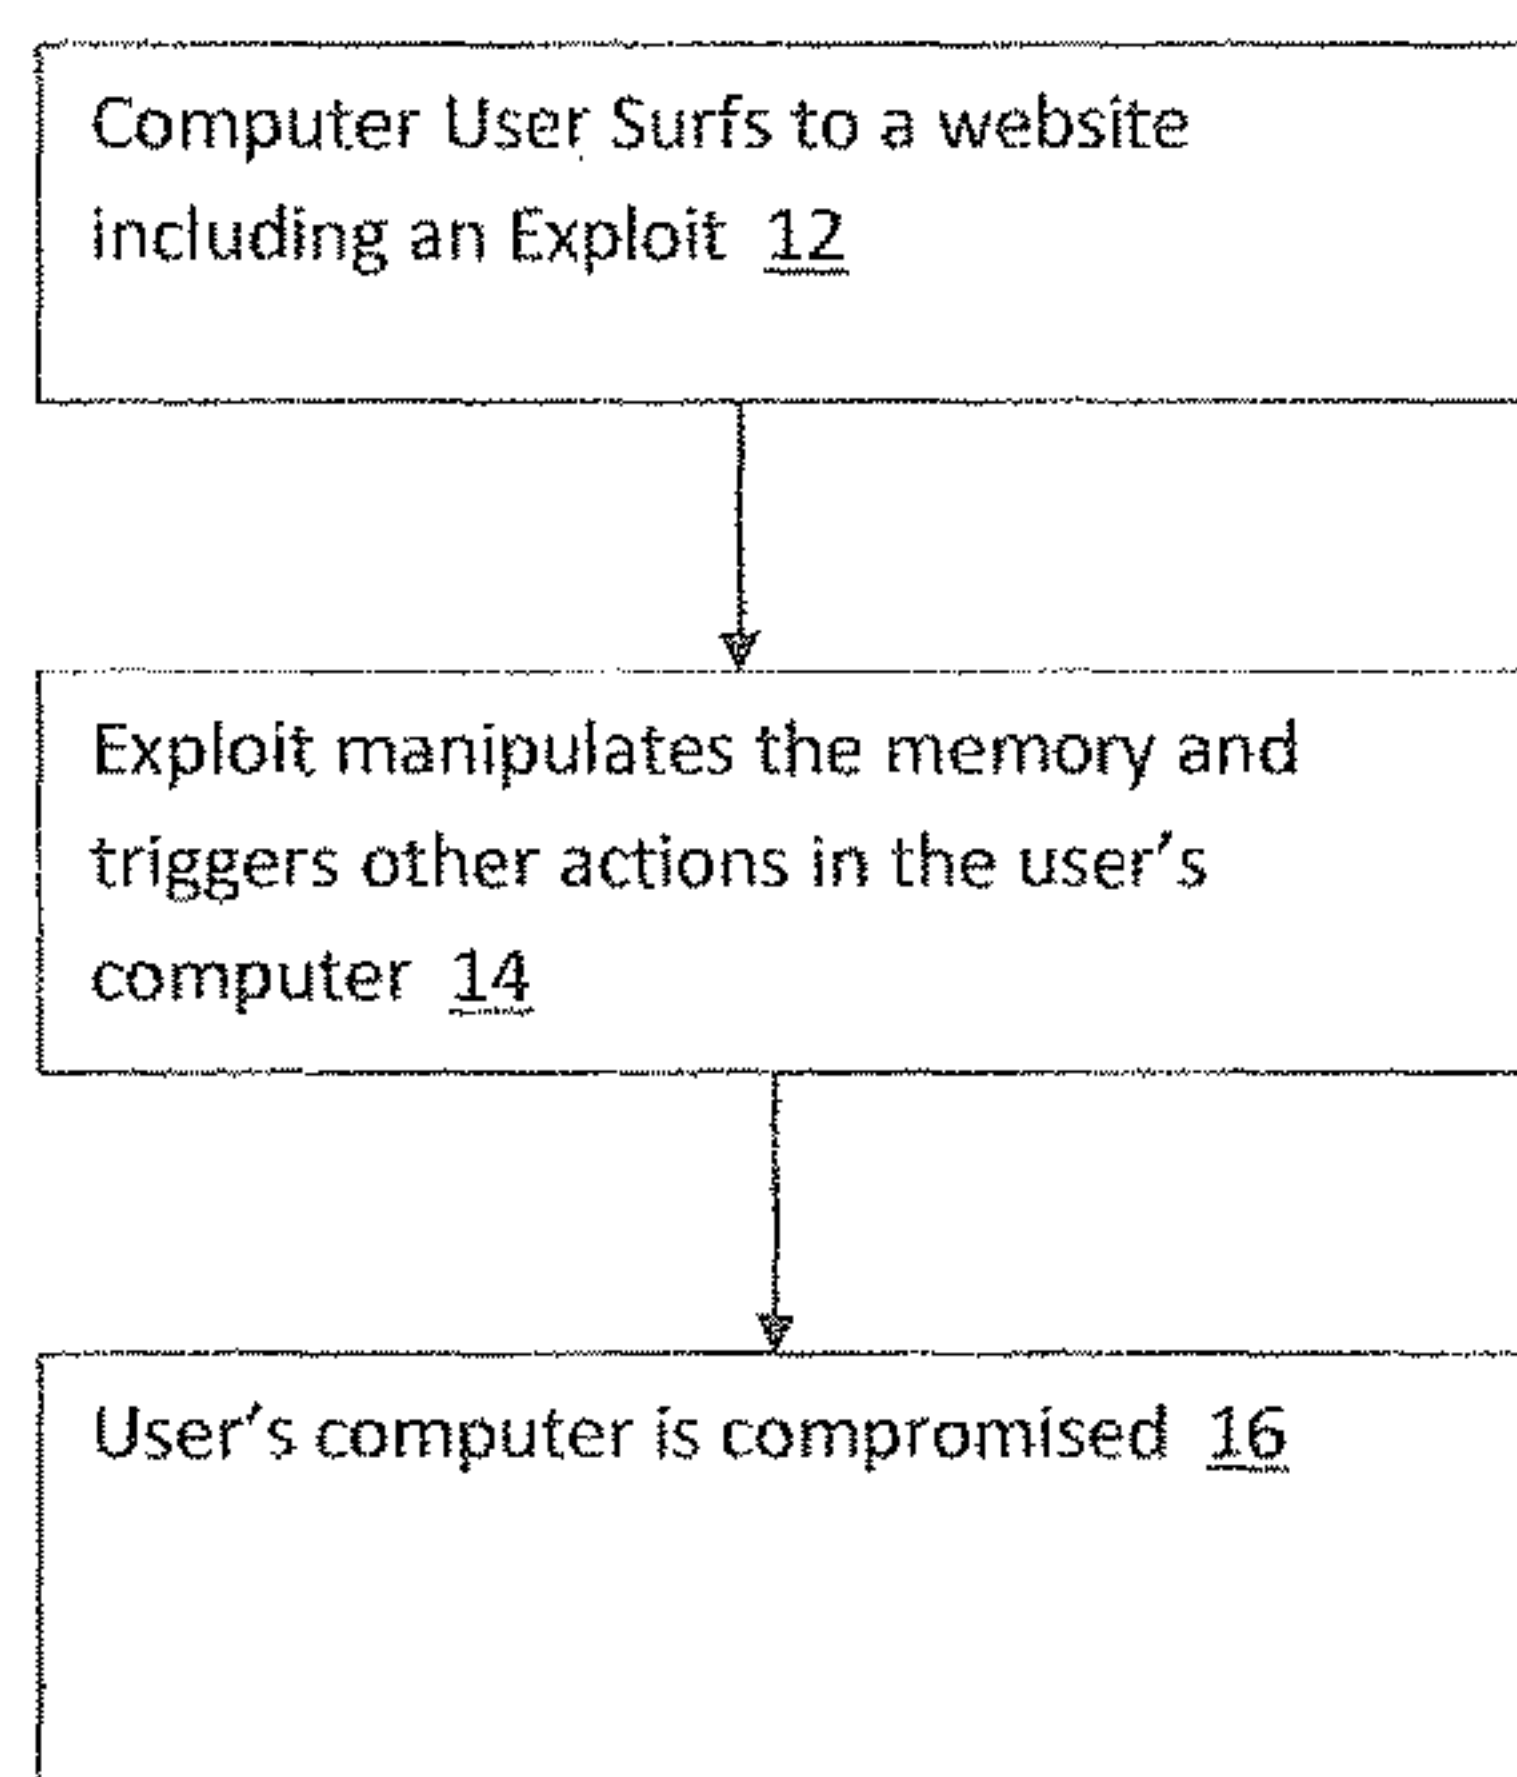 Computer User Surfs to a website
including an Exploit 12
Exploit manipulates the memory and
triggers other actions in the user's
computer 14
User's computer is compromised 16